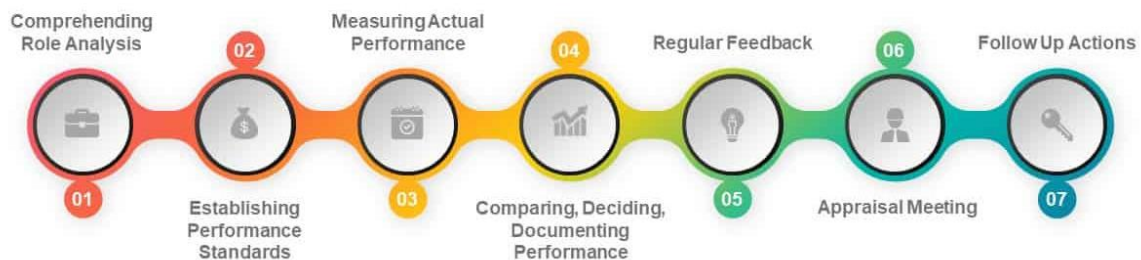 Comprehending
Role Analysis
01
02
Establishing
Performance
Standards
Measuring Actual
Performance
03
04
Comparing, Deciding,
Documenting
Performance
Regular Feedback
05
06
Appraisal Meeting
Follow Up Actions
07
$